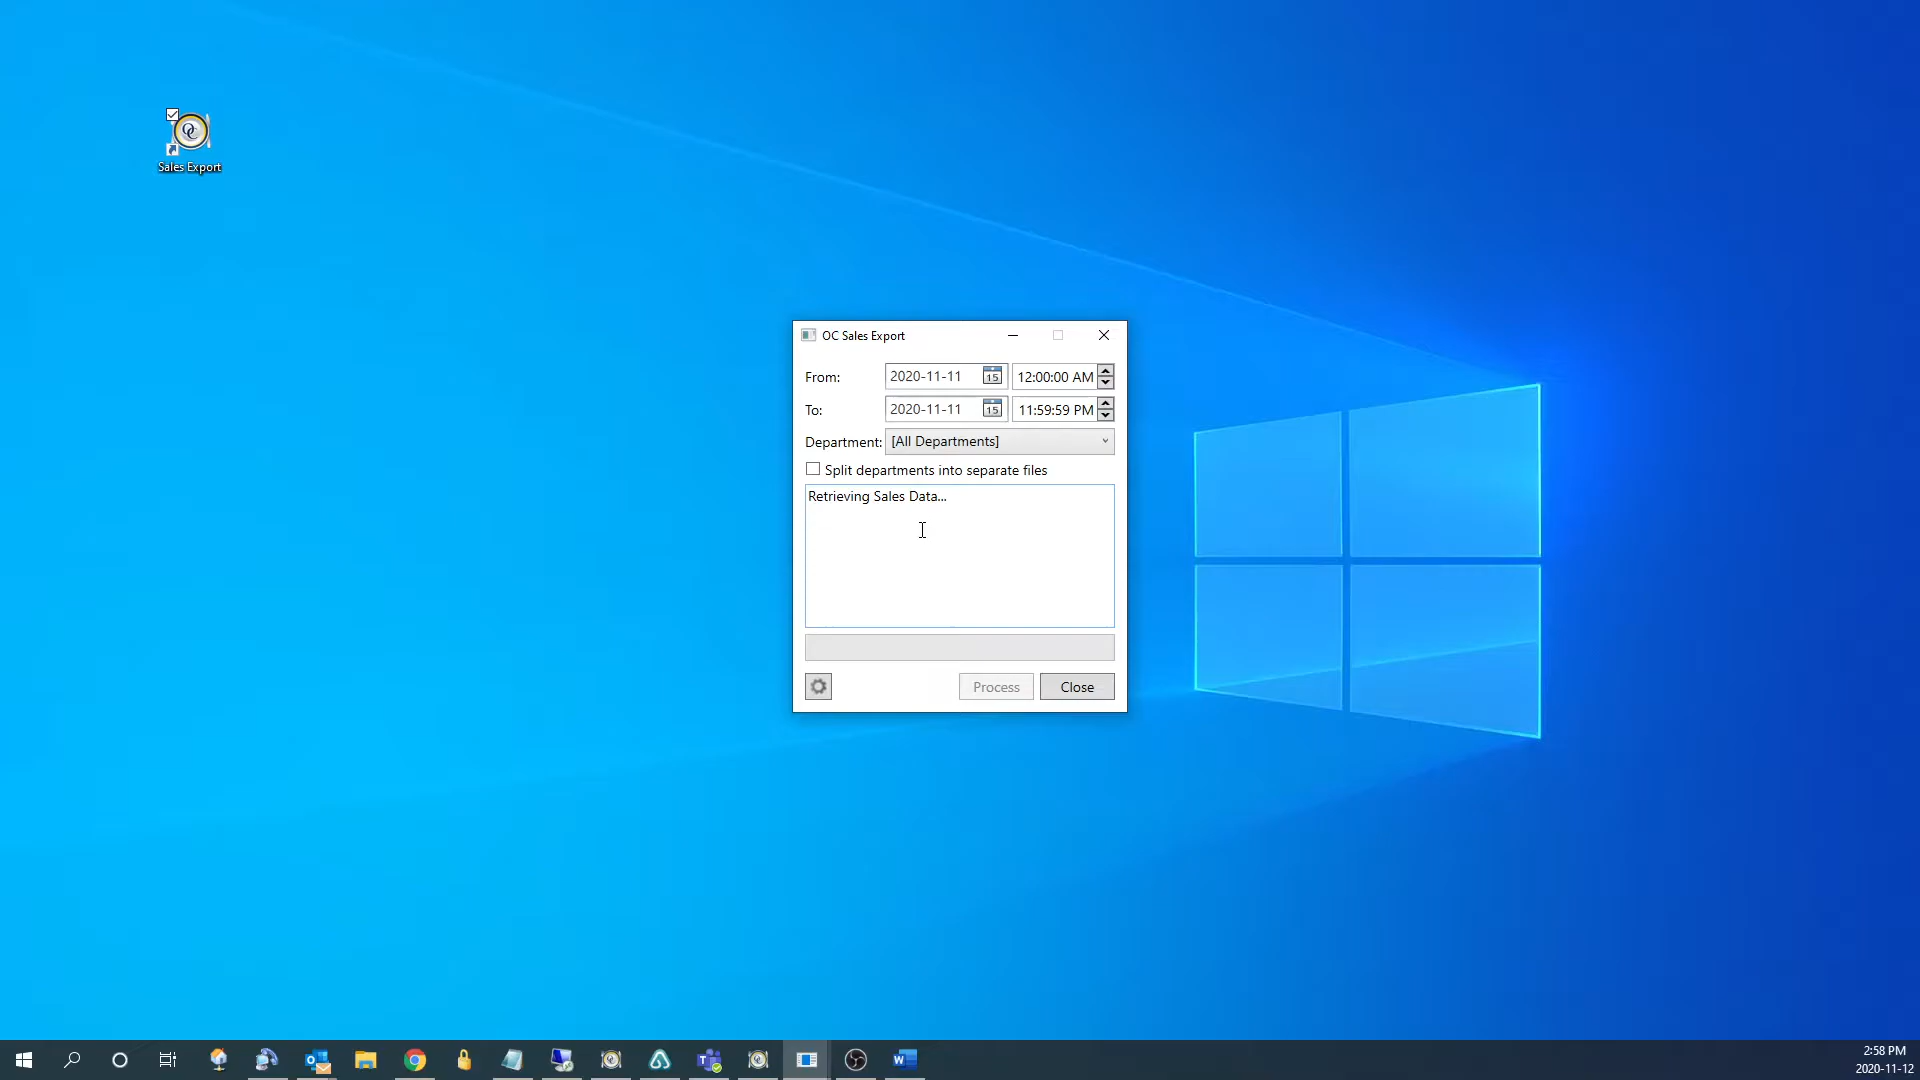 Sales Export
OC Sales Export
From: 2020-11-11 15 12:00:00 AM
To: 2020-11-11 15 11:59:59 PM
Department: [All Departments]
Split departments into separate files
Retrieving Sales Data...
Process Close
2:58 PM
2020-11-12